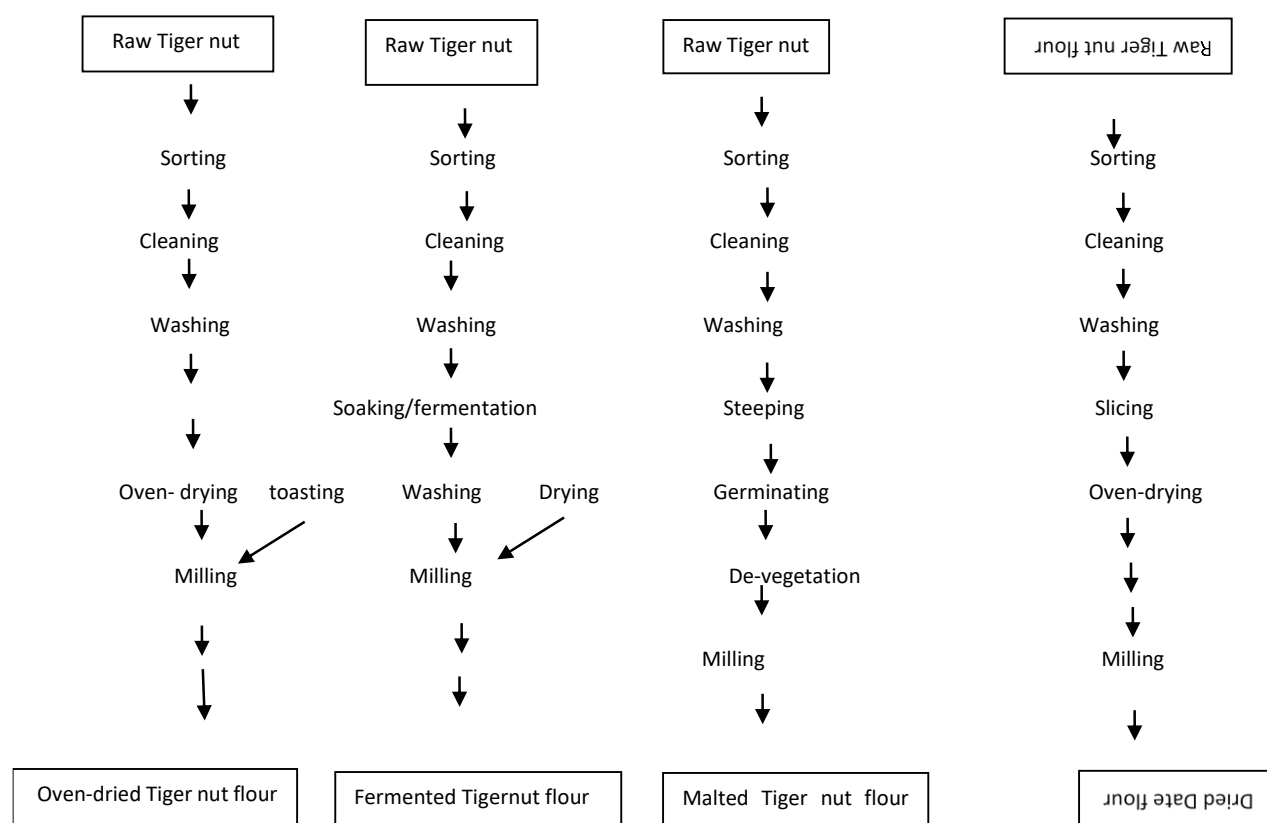 Raw Tiger nut
Sorting
Cleaning
Washing
Oven- drying toasting
Milling
Oven-dried Tiger nut flour
Raw Tiger nut
Sorting
Cleaning
Washing
Soaking/fermentation
Washing Drying
Milling
Fermented Tigernut flour
Raw Tiger nut
Sorting
Cleaning
Washing
Steeping
Germinating
De-vegetation
Milling
Malted Tiger nut flour
Raw Tiger nut flour
Sorting
Cleaning
Washing
Slicing
Oven-drying
Milling
Dried Date flour